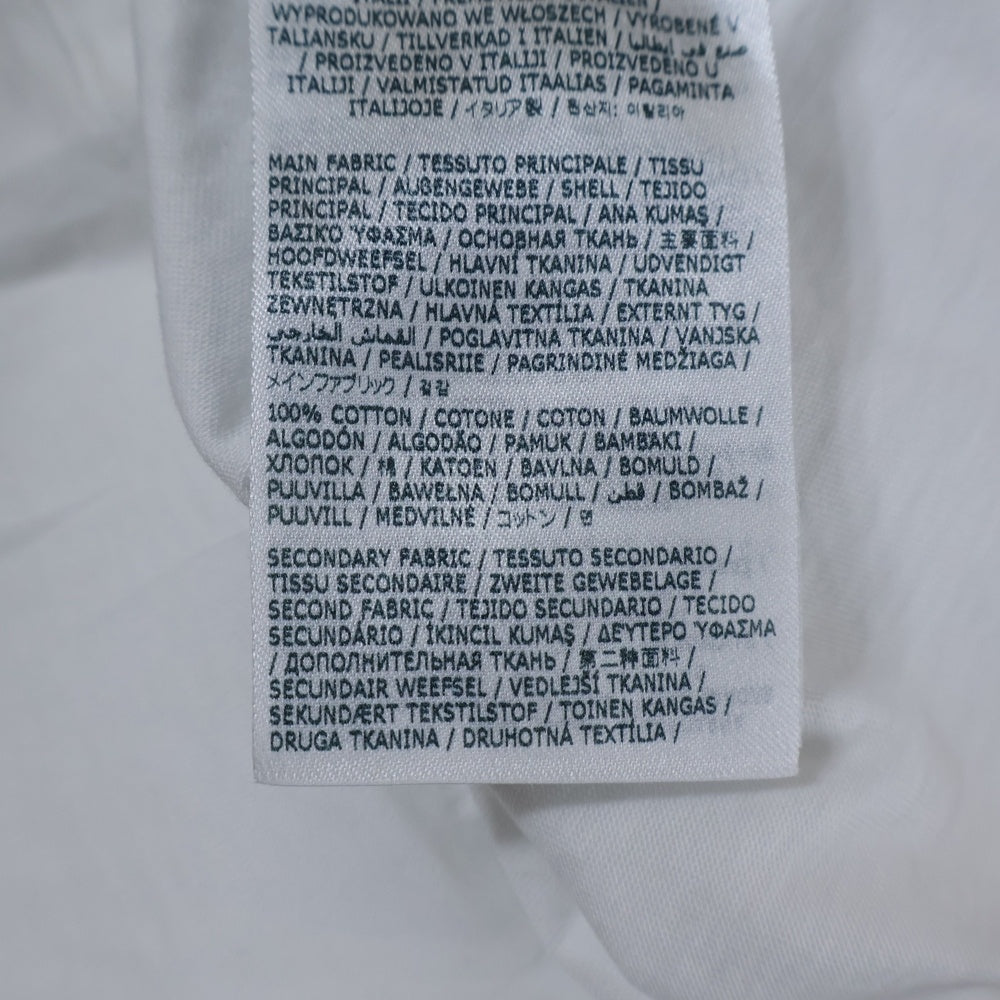 WYPRODUKOWANO WE WŁOSZECH / VYROBENÉ V
TALIANSKU / TILLVERKAD I ITALIEN / صنع في إيطاليا
/ PROIZVEDENO V ITALIJI / PROIZVEDENO U
ITALIJI / VALMISTATUD ITAALIAS / PAGAMINTA
ITALIJOJE / イタリア製 / 원산지: 이탈리아
MAIN FABRIC / TESSUTO PRINCIPALE / TISSU
PRINCIPAL / AUßENGEWEBE / SHELL / TEJIDO
PRINCIPAL / TECIDO PRINCIPAL / ANA KUMAŞ /
ΒΑΣΙΚΌ ΎΦΑΣΜΑ / ОСНОВНАЯ ТКАНЬ / 主要面料 /
HOOFDWEEFSEL / HLAVNÍ TKANINA / UDVENDIGT
TEKSTILSTOF / ULKOINEN KANGAS / TKANINA
ZEWNĘTRZNA / HLAVNÁ TEXTÍLIA / EXTERNT TYG /
القماش الخارجي / POGLAVITNA TKANINA / VANJSKA
TKANINA / PEALISRIIE / PAGRINDINĖ MEDŽIAGA /
メインファブリック / 겉감
100% COTTON / COTONE / COTON / BAUMWOLLE /
ALGODÓN / ALGODÃO / PAMUK / ΒΑΜΒΆΚΙ /
ХЛОПОК / 棉 / KATOEN / BAVLNA / BOMULD /
PUUVILLA / BAWEŁNA / BOMULL / قطن / BOMBAŽ /
PUUVILL / MEDVILNĖ / コットン / 면
SECONDARY FABRIC / TESSUTO SECONDARIO /
TISSU SECONDAIRE / ZWEITE GEWEBELAGE /
SECOND FABRIC / TEJIDO SECUNDARIO / TECIDO
SECUNDÁRIO / İKINCIL KUMAŞ / ΔΕΎΤΕΡΟ ΎΦΑΣΜΑ
/ ДОПОЛНИТЕЛЬНАЯ ТКАНЬ / 第二种面料 /
SECUNDAIR WEEFSEL / VEDLEJŠÍ TKANINA /
SEKUNDÆRT TEKSTILSTOF / TOINEN KANGAS /
DRUGA TKANINA / DRUHOTNÁ TEXTÍLIA /